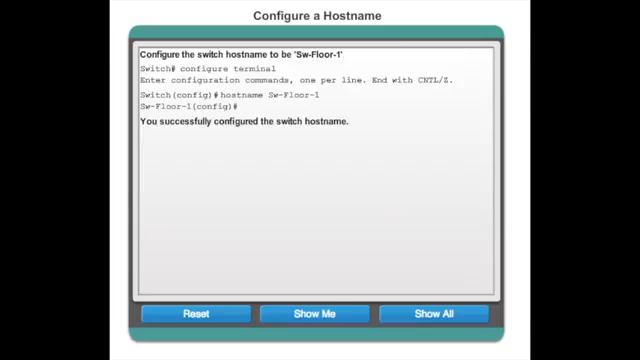 Configure a Hostname
Configure the switch hostname to be 'Sw-Floor-1'
Switch# configure terminal
Enter configuration commands, one per line. End with CNTL/Z.
Switch(config)# hostname Sw-Floor-1
Sw-Floor-1(config)#
You successfully configured the switch hostname.
Reset
Show Me
Show All